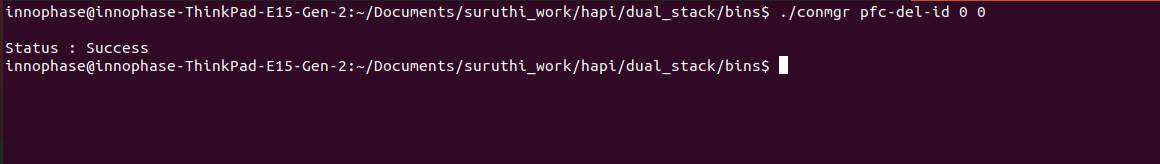 innophase@innophase-ThinkPad-E15-Gen-2:~/Documents/suruthi_work/hapi/dual_stack/bins$ ./conmgr pfc-del-id 0 0
Status : Success
innophase@innophase-ThinkPad-E15-Gen-2:~/Documents/suruthi_work/hapi/dual_stack/bins$